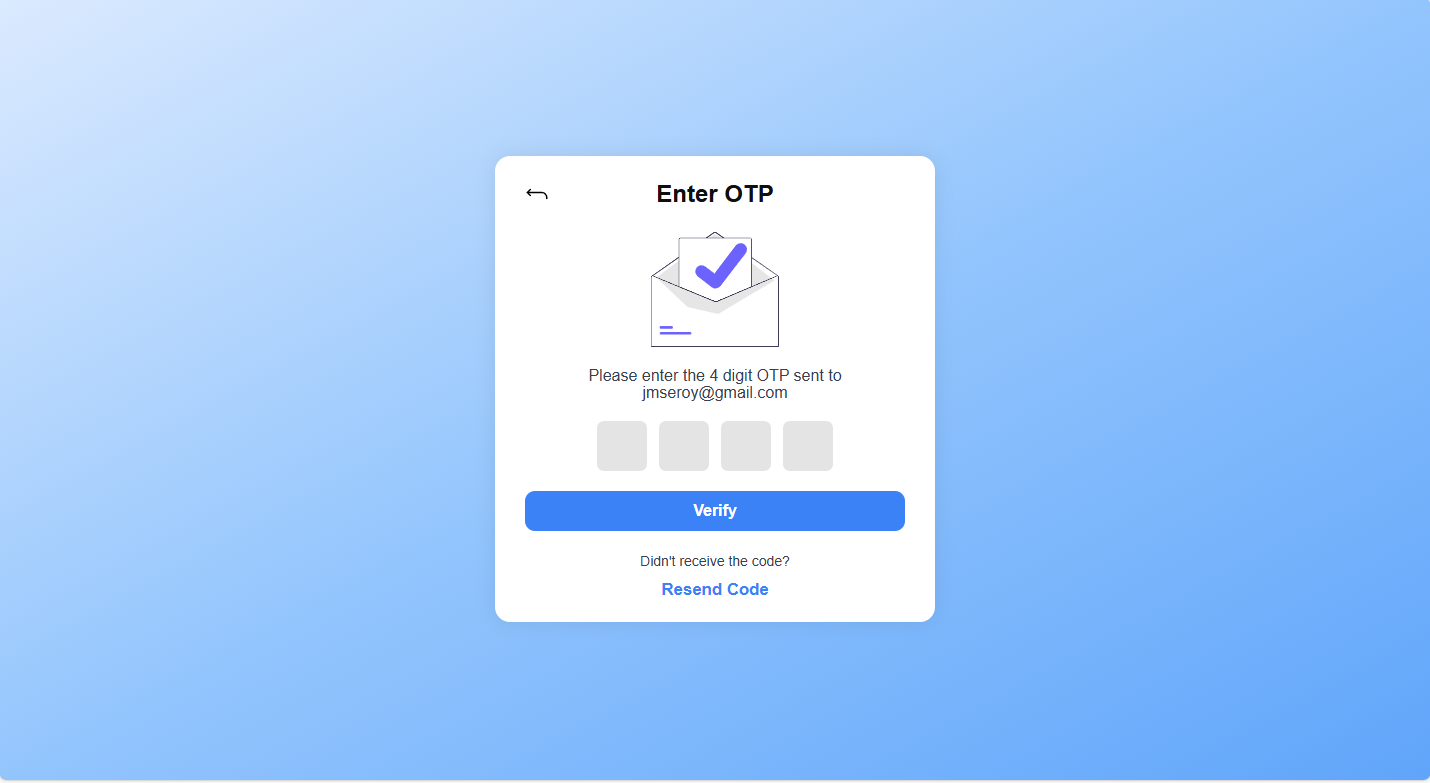 Enter OTP
Please enter the 4 digit OTP sent to
jmseroy@gmail.com
Verify
Didn't receive the code?
Resend Code